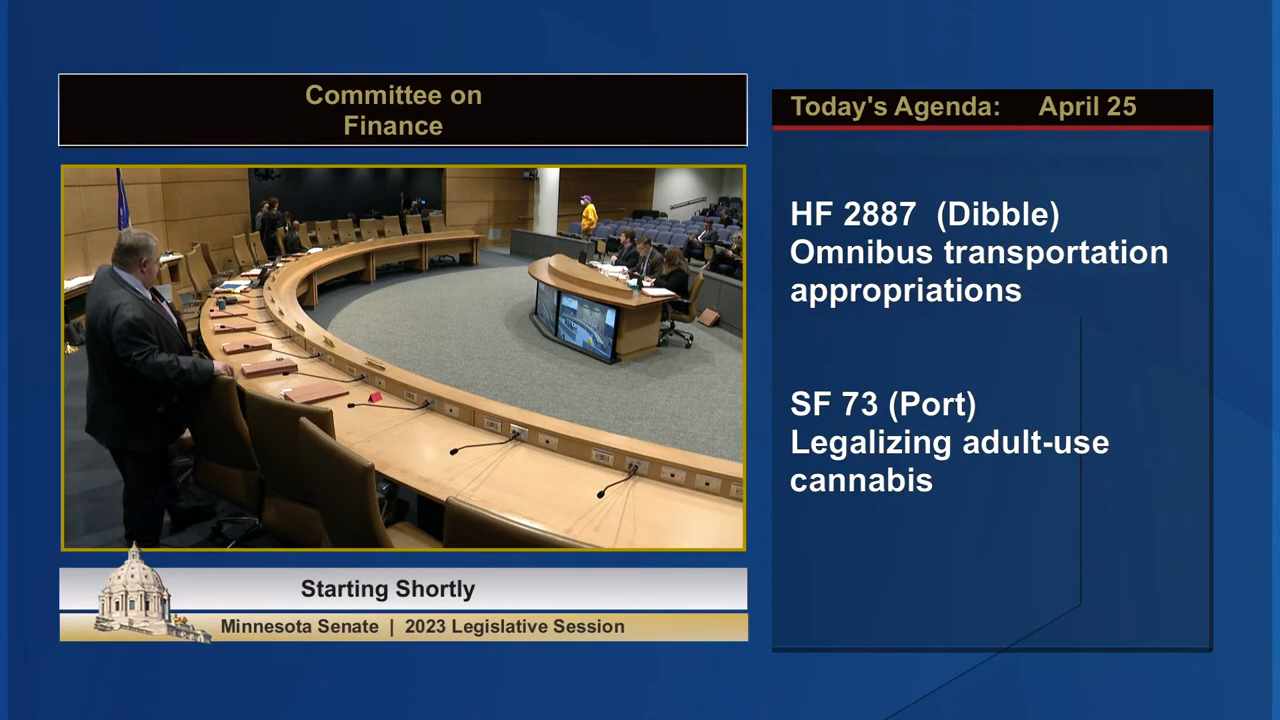 Committee on
Finance
Today's Agenda: April 25
HF 2887 (Dibble)
Omnibus transportation
appropriations
SF 73 (Port)
Legalizing adult-use
cannabis
Starting Shortly
Minnesota Senate | 2023 Legislative Session